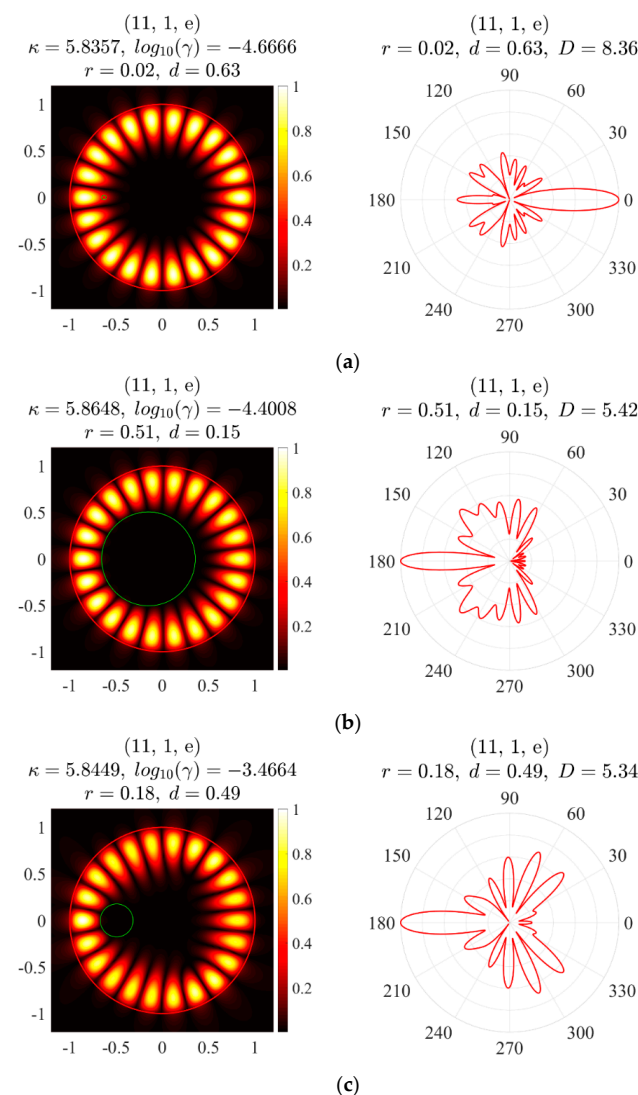 (11, 1, e)
κ = 5.8357, log₁₀(γ) = −4.6666
r = 0.02, d = 0.63
1
0.5
0
-0.5
-1
-1 -0.5 0 0.5 1
1
0.8
0.6
0.4
0.2
(11, 1, e)
r = 0.02, d = 0.63, D = 8.36
90
120 60
150 30
180 0
210 330
240 300
270
(a)
(11, 1, e)
κ = 5.8648, log₁₀(γ) = −4.4008
r = 0.51, d = 0.15
1
0.5
0
-0.5
-1
-1 -0.5 0 0.5 1
1
0.8
0.6
0.4
0.2
(11, 1, e)
r = 0.51, d = 0.15, D = 5.42
90
120 60
150 30
180 0
210 330
240 300
270
(b)
(11, 1, e)
κ = 5.8449, log₁₀(γ) = −3.4664
r = 0.18, d = 0.49
1
0.5
0
-0.5
-1
-1 -0.5 0 0.5 1
1
0.8
0.6
0.4
0.2
(11, 1, e)
r = 0.18, d = 0.49, D = 5.34
90
120 60
150 30
180 0
210 330
240 300
270
(c)